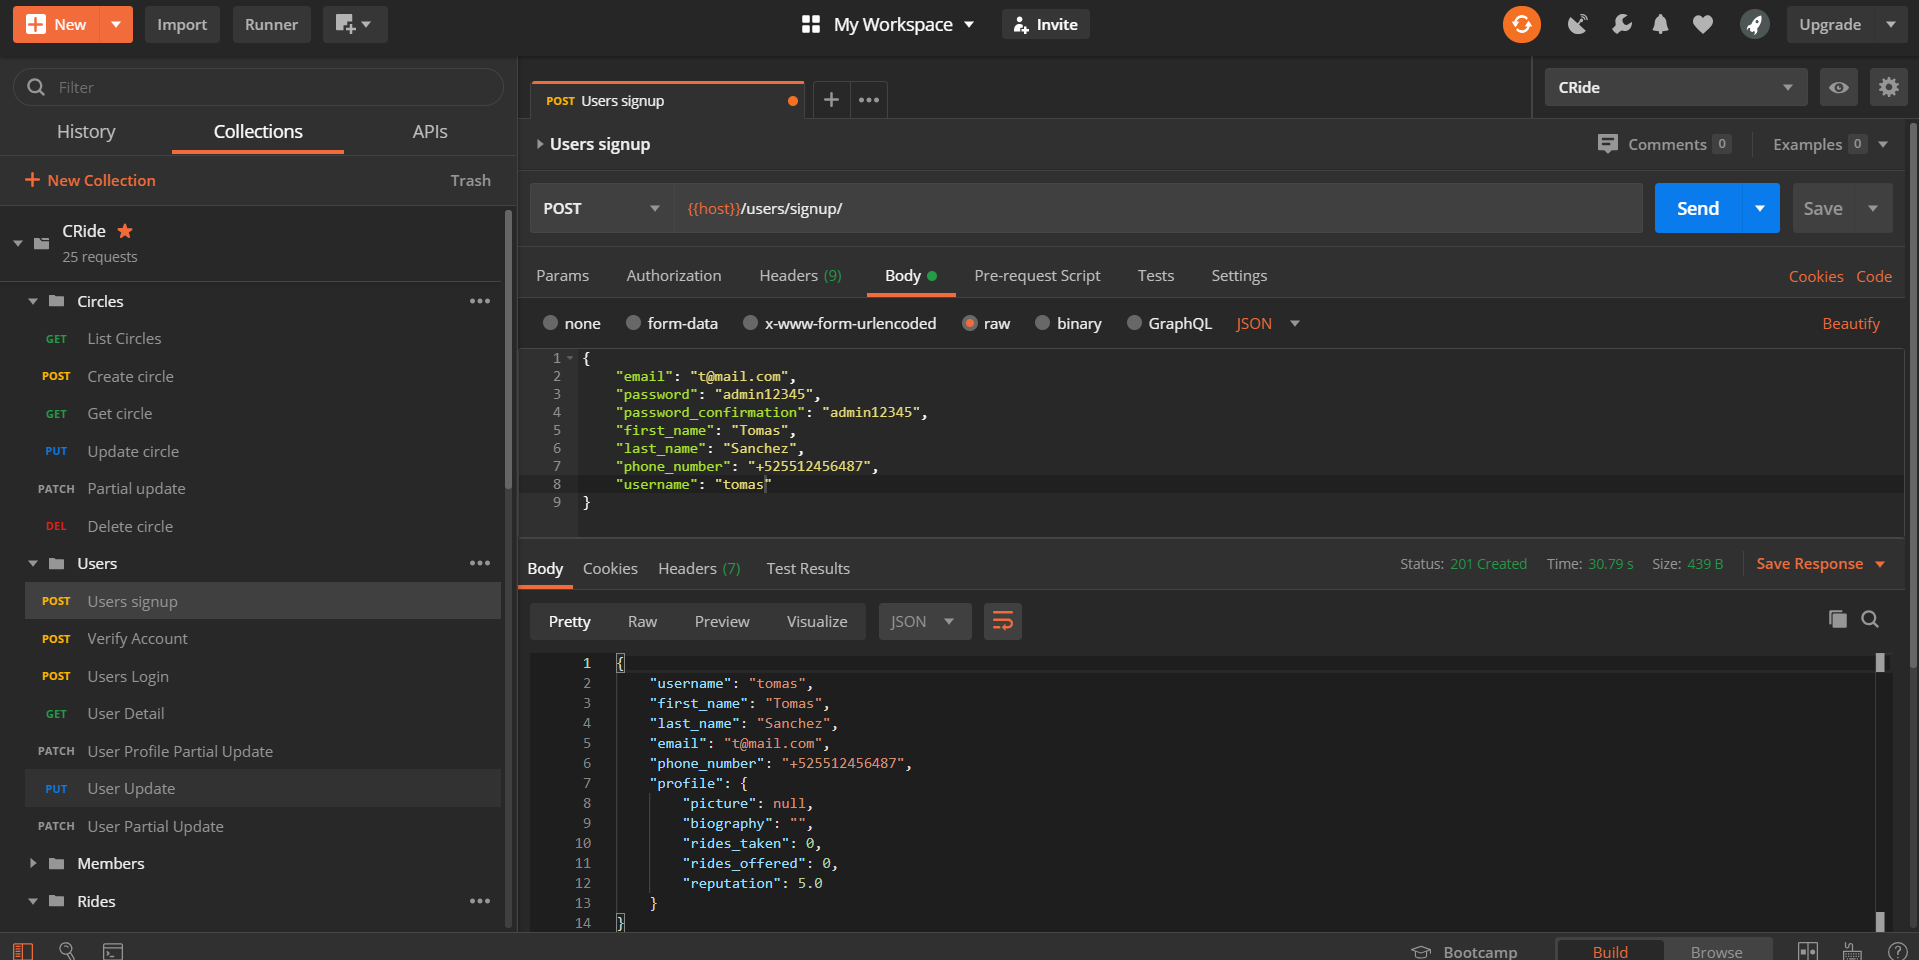 New
Import
Runner
My Workspace
Invite
Upgrade
Filter
History
Collections
APIs
New Collection
Trash
CRide
25 requests
Circles
GET List Circles
POST Create circle
GET Get circle
PUT Update circle
PATCH Partial update
DEL Delete circle
Users
POST Users signup
POST Verify Account
POST Users Login
GET User Detail
PATCH User Profile Partial Update
PUT User Update
PATCH User Partial Update
Members
Rides
POST Users signup
CRide
Users signup
Comments 0
Examples 0
POST
{{host}}/users/signup/
Send
Save
Params
Authorization
Headers (9)
Body
Pre-request Script
Tests
Settings
Cookies
Code
none
form-data
x-www-form-urlencoded
raw
binary
GraphQL
JSON
Beautify
1 {
2 "email": "t@mail.com",
3 "password": "admin12345",
4 "password_confirmation": "admin12345",
5 "first_name": "Tomas",
6 "last_name": "Sanchez",
7 "phone_number": "+525512456487",
8 "username": "tomas"
9 }
Body
Cookies
Headers (7)
Test Results
Status: 201 Created
Time: 30.79 s
Size: 439 B
Save Response
Pretty
Raw
Preview
Visualize
JSON
1 {
2 "username": "tomas",
3 "first_name": "Tomas",
4 "last_name": "Sanchez",
5 "email": "t@mail.com",
6 "phone_number": "+525512456487",
7 "profile": {
8 "picture": null,
9 "biography": "",
10 "rides_taken": 0,
11 "rides_offered": 0,
12 "reputation": 5.0
13 }
14 }
Bootcamp
Build
Browse